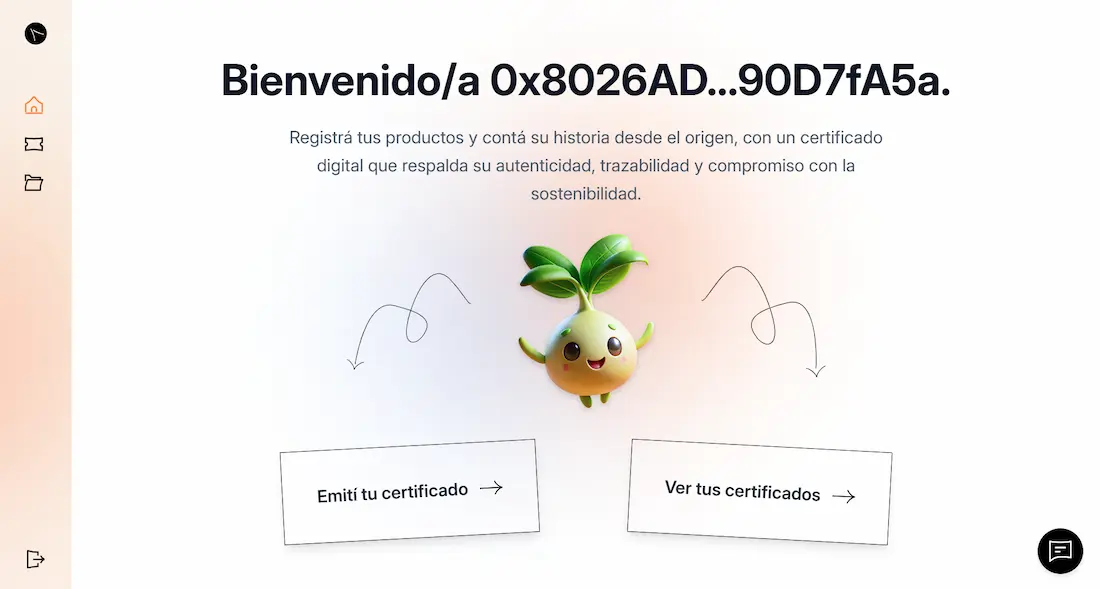 Bienvenido/a 0x8026AD...90D7fA5a.
Registrá tus productos y contá su historia desde el origen, con un certificado
digital que respalda su autenticidad, trazabilidad y compromiso con la
sostenibilidad.
Emití tu certificado
Ver tus certificados